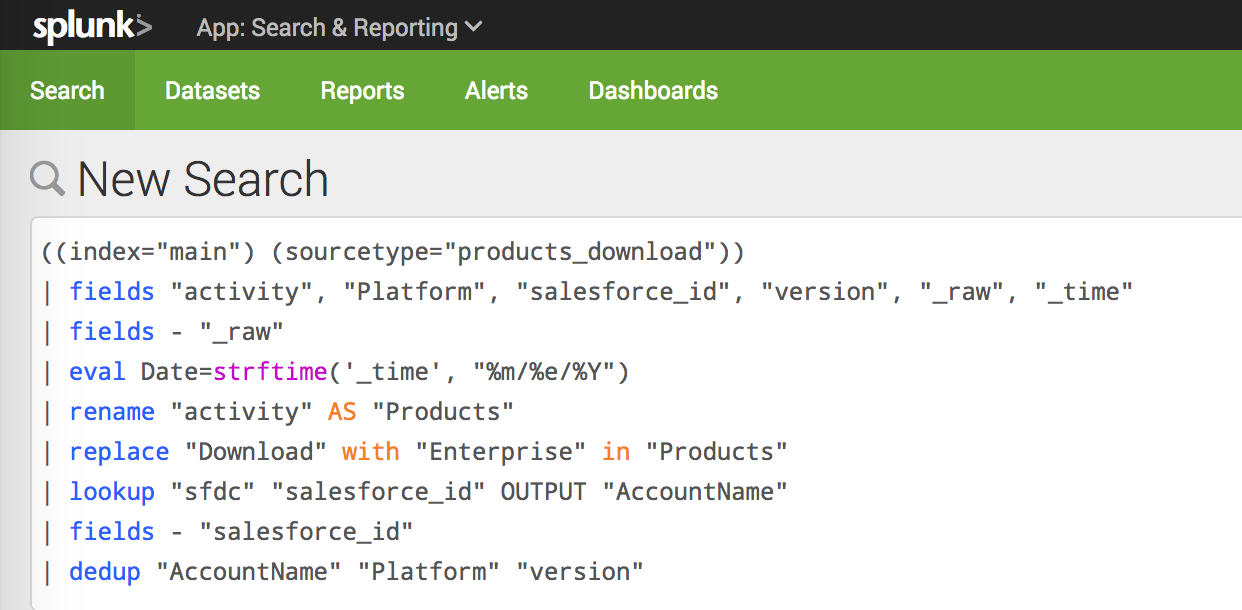 splunk> App: Search & Reporting
Search Datasets Reports Alerts Dashboards
New Search
((index="main") (sourcetype="products_download"))
| fields "activity", "Platform", "salesforce_id", "version", "_raw", "_time"
| fields - "_raw"
| eval Date=strftime('_time', "%m/%e/%Y")
| rename "activity" AS "Products"
| replace "Download" with "Enterprise" in "Products"
| lookup "sfdc" "salesforce_id" OUTPUT "AccountName"
| fields - "salesforce_id"
| dedup "AccountName" "Platform" "version"